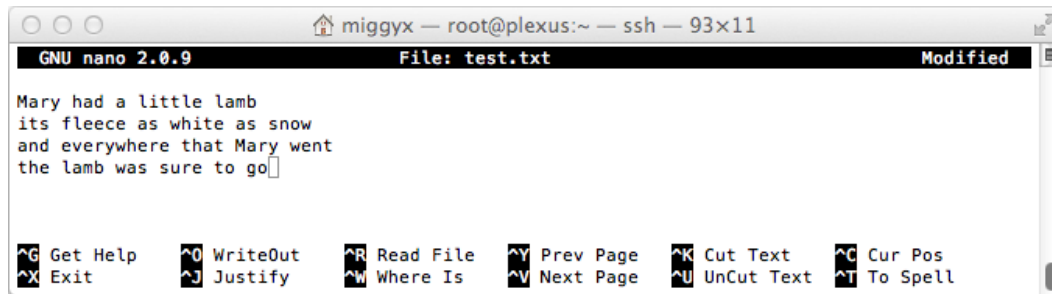 miggyx — root@plexus:~ — ssh — 93×11
GNU nano 2.0.9 File: test.txt Modified
Mary had a little lamb
its fleece as white as snow
and everywhere that Mary went
the lamb was sure to go
^G Get Help ^O WriteOut ^R Read File ^Y Prev Page ^K Cut Text ^C Cur Pos
^X Exit ^J Justify ^W Where Is ^V Next Page ^U UnCut Text ^T To Spell